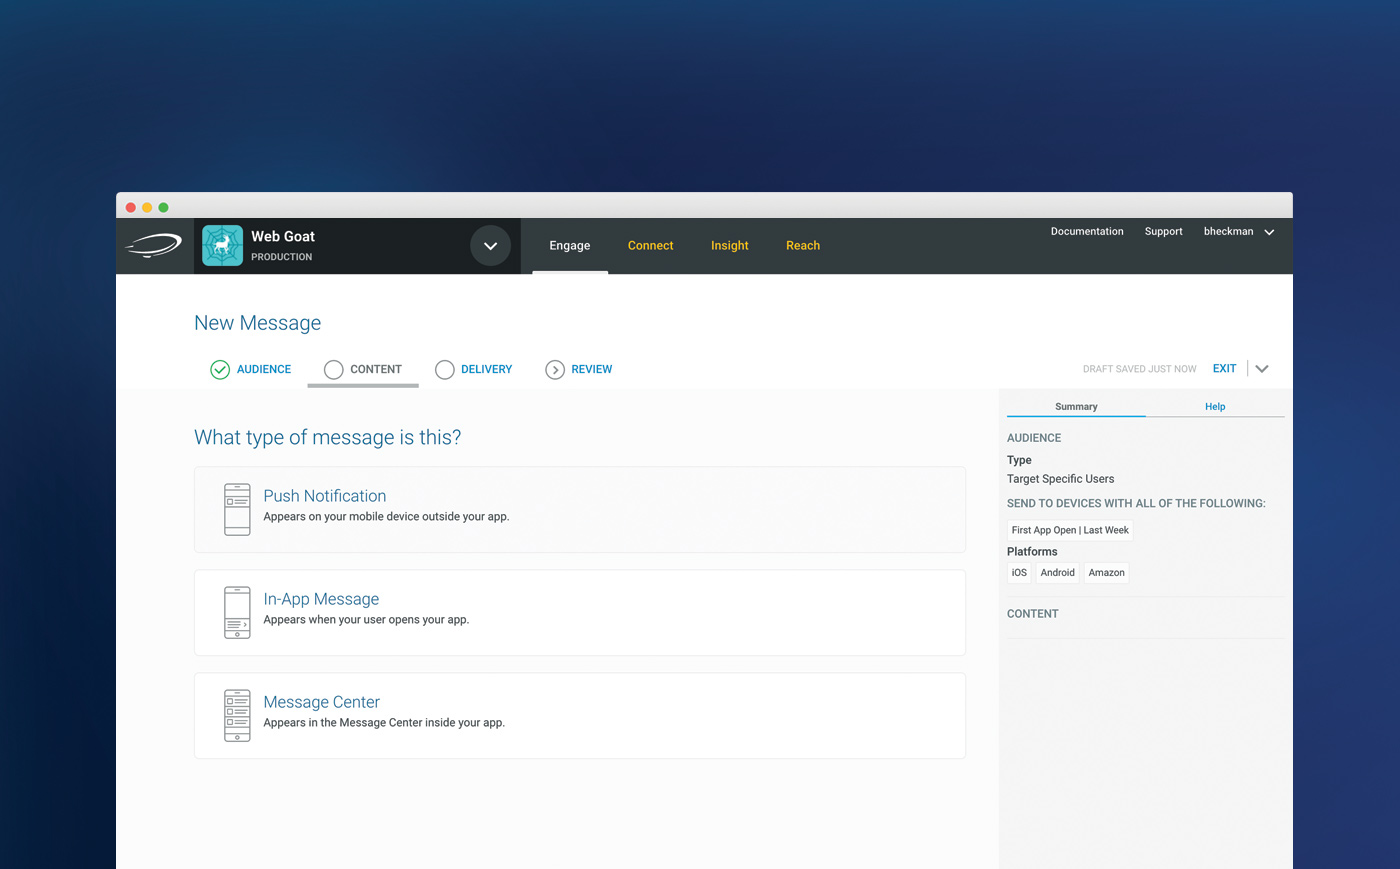 Web Goat
PRODUCTION
Engage
Connect
Insight
Reach
Documentation
Support
bheckman
New Message
AUDIENCE
CONTENT
DELIVERY
REVIEW
DRAFT SAVED JUST NOW
EXIT
What type of message is this?
Push Notification
Appears on your mobile device outside your app.
In-App Message
Appears when your user opens your app.
Message Center
Appears in the Message Center inside your app.
Summary
Help
AUDIENCE
Type
Target Specific Users
SEND TO DEVICES WITH ALL OF THE FOLLOWING:
First App Open | Last Week
Platforms
iOS
Android
Amazon
CONTENT